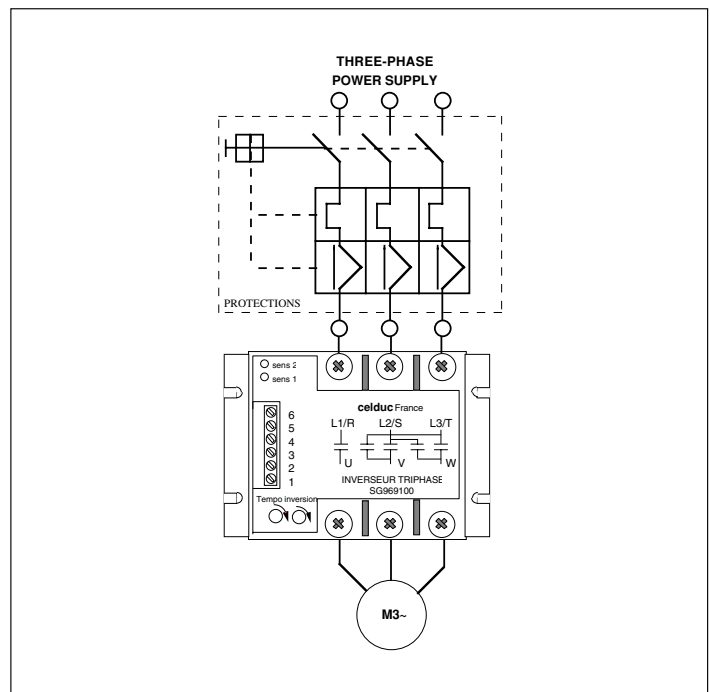 THREE-PHASE
POWER SUPPLY
PROTECTIONS
sens 2
sens 1
celduc France
L1/R L2/S L3/T
6
5
4
3
2
1
U V W
INVERSEUR TRIPHASE
SG969100
Tempo inversion
M3~